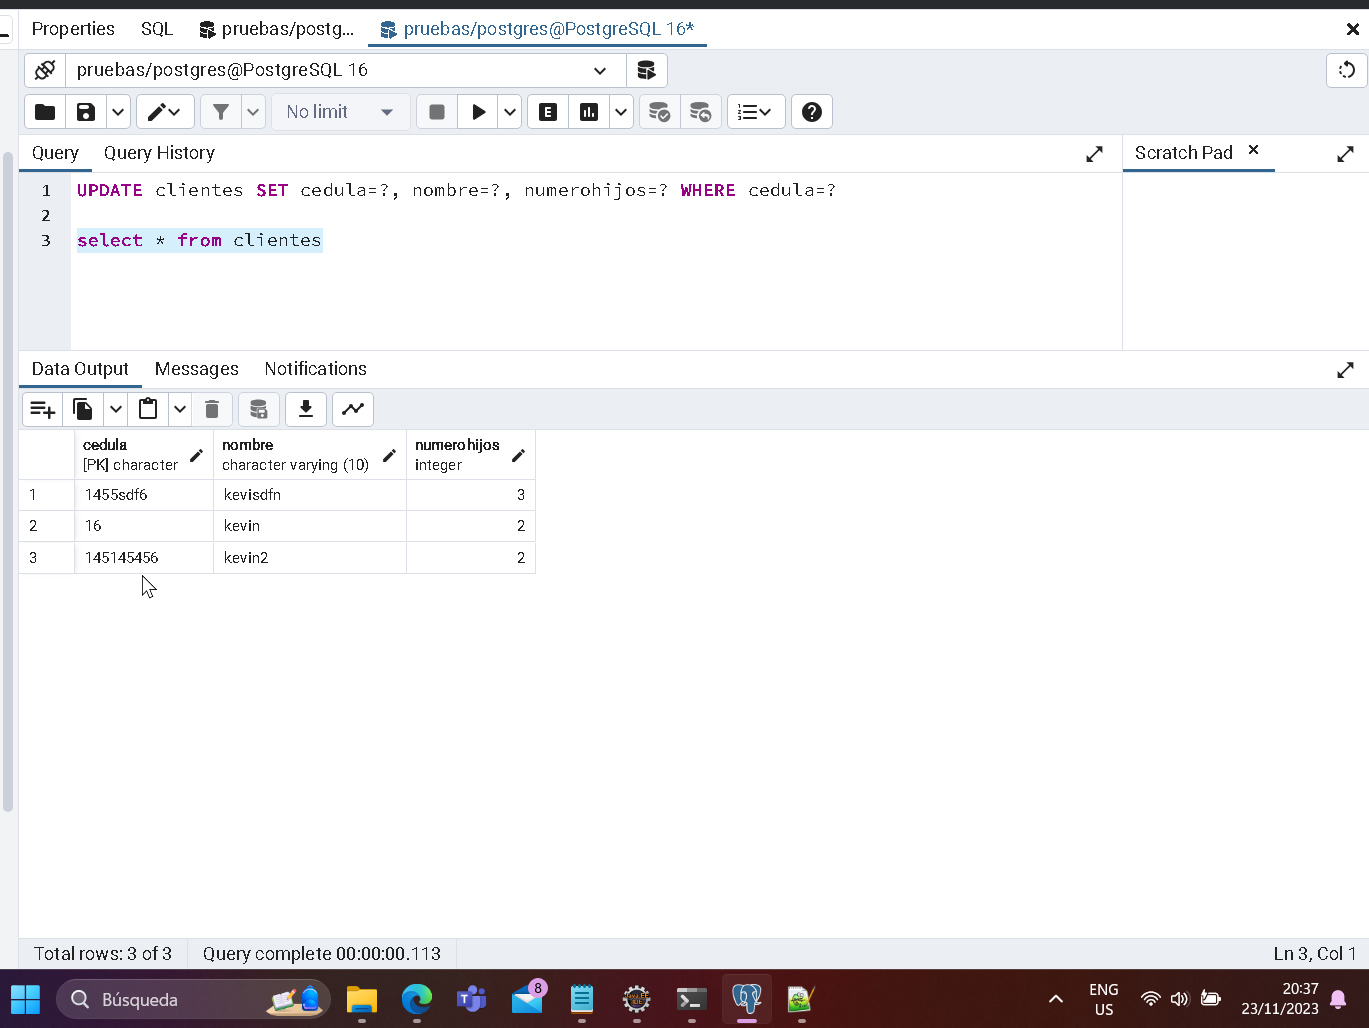 Properties
SQL
pruebas/postg...
pruebas/postgres@PostgreSQL 16*
pruebas/postgres@PostgreSQL 16
No limit
E
Query
Query History
Scratch Pad
1 UPDATE clientes SET cedula=?, nombre=?, numerohijos=? WHERE cedula=?
2
3 select * from clientes
Data Output
Messages
Notifications
cedula
[PK] character
nombre
character varying (10)
numerohijos
integer
1 1455sdf6 kevisdfn 3
2 16 kevin 2
3 145145456 kevin2 2
Total rows: 3 of 3
Query complete 00:00:00.113
Ln 3, Col 1
Búsqueda
8
ENG
US
20:37
23/11/2023